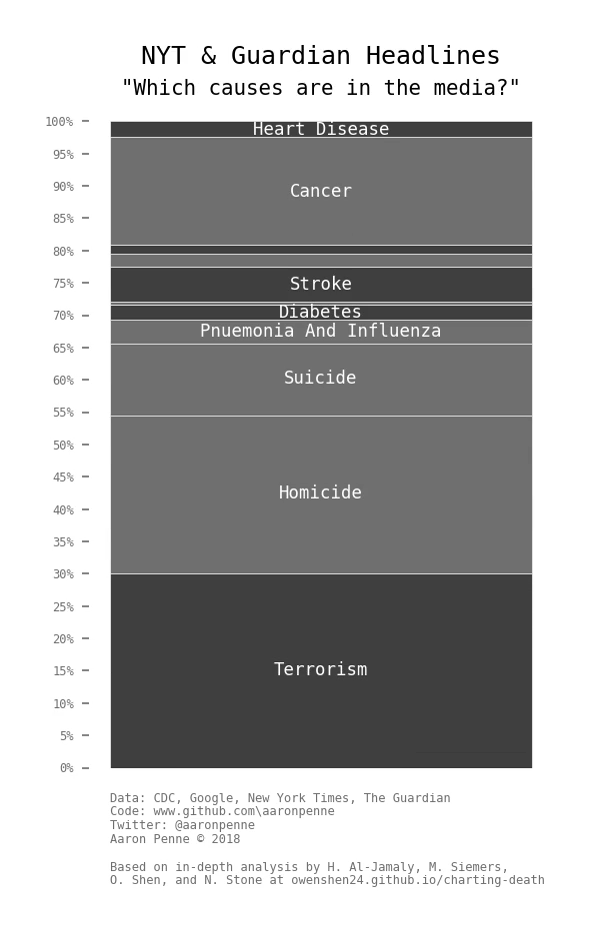 NYT & Guardian Headlines
"Which causes are in the media?"
100%
Heart Disease
95%
90%
Cancer
85%
80%
75%
Stroke
70%
Diabetes
Pnuemonia And Influenza
65%
60%
Suicide
55%
50%
45%
Homicide
40%
35%
30%
25%
20%
15%
Terrorism
10%
5%
0%
Data: CDC, Google, New York Times, The Guardian
Code: www.github.com\aaronpenne
Twitter: @aaronpenne
Aaron Penne © 2018
Based on in-depth analysis by H. Al-Jamaly, M. Siemers,
O. Shen, and N. Stone at owenshen24.github.io/charting-death